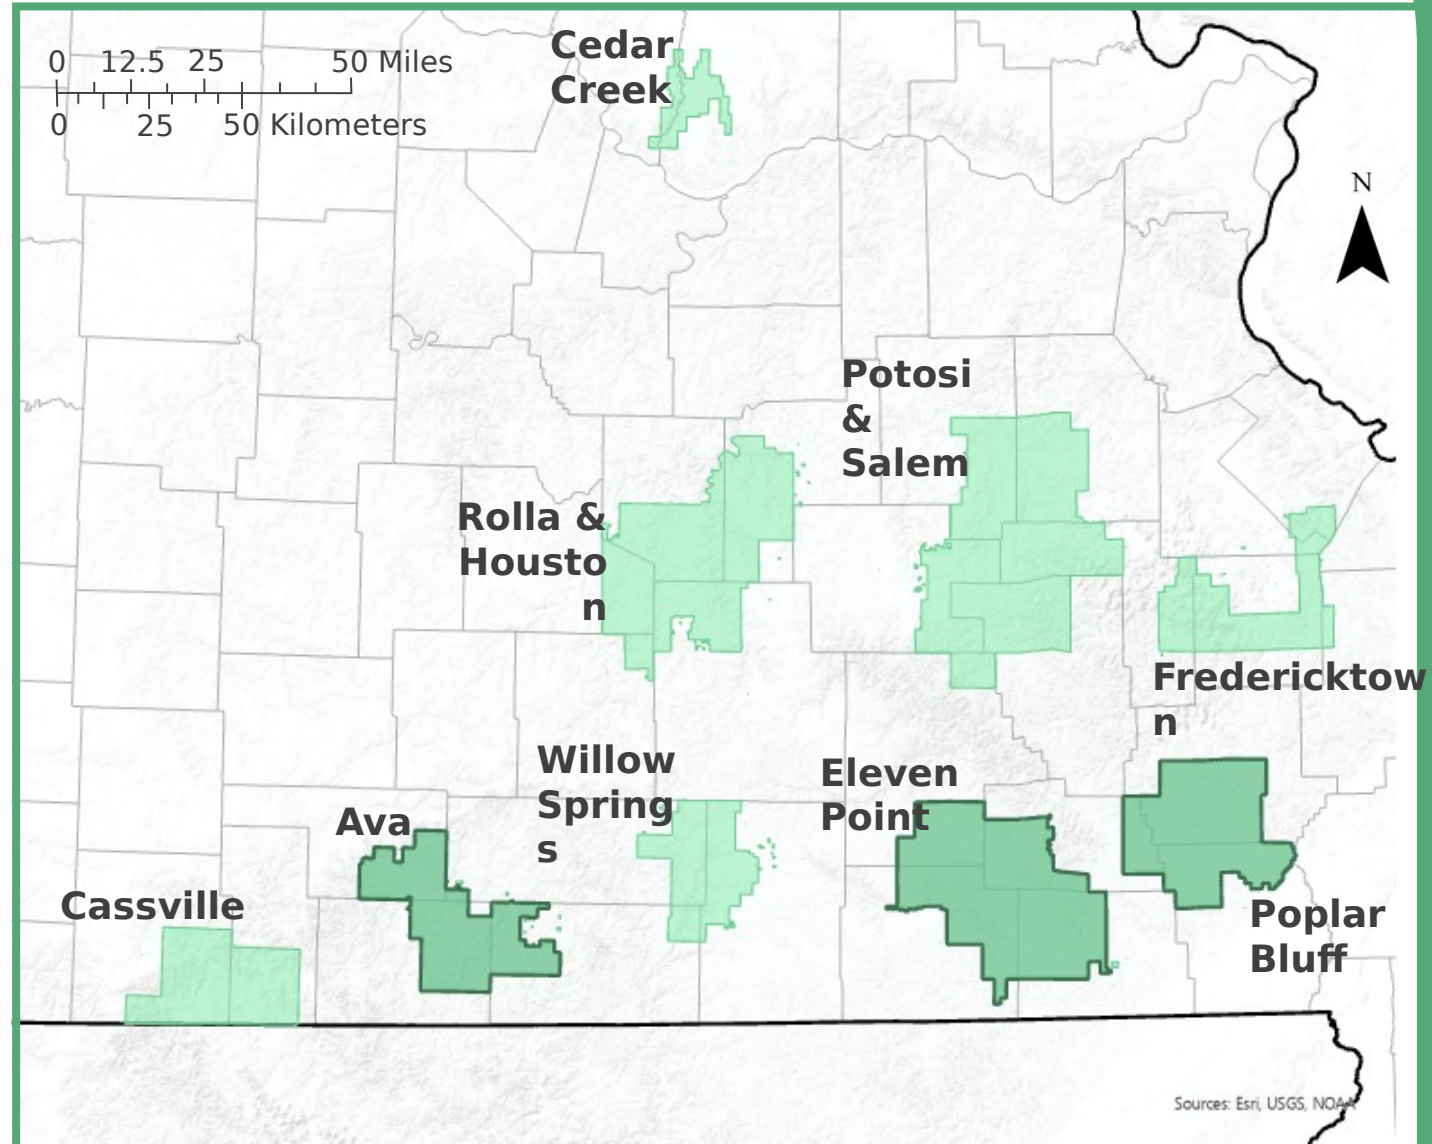 Cedar
Creek
0 12.5 25 50 Miles
0 25 50 Kilometers
N
Potosi
&
Salem
Rolla &
Housto
n
Fredericktow
n
Willow
Spring
s
Eleven
Point
Ava
Cassville
Poplar
Bluff
Sources: Esri, USGS, NOAA